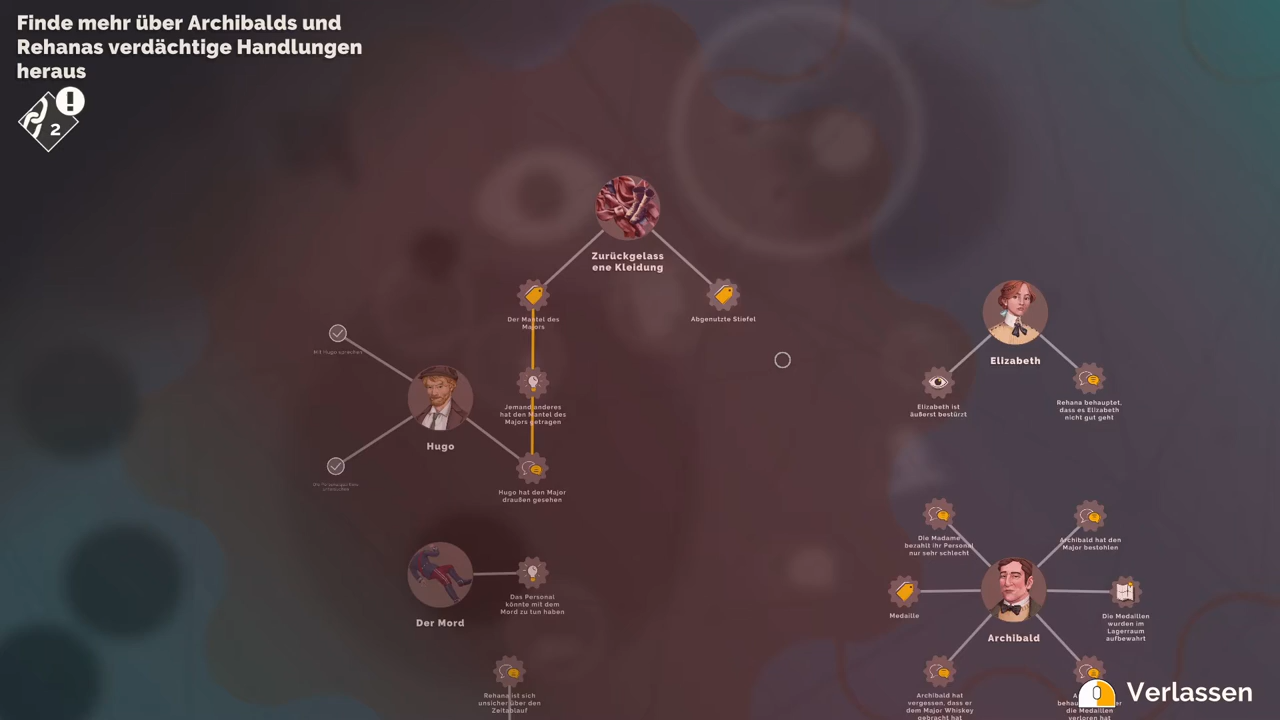 Finde mehr über Archibalds und
Rehanas verdächtige Handlungen
heraus
2
Zurückgelass
ene Kleidung
Der Mantel des
Majors
Abgenutzte Stiefel
Elizabeth
Mit Hugo sprechen
Jemand anderes
hat den Mantel des
Majors getragen
Elizabeth ist
äußerst bestürzt
Rehana behauptet,
dass es Elizabeth
nicht gut geht
Hugo
Hugo hat den Major
draußen gesehen
Die Madame
bezahlt ihr Personal
nur sehr schlecht
Archibald hat den
Major bestohlen
Das Personal
könnte mit dem
Mord zu tun haben
Der Mord
Medaille
Die Medaillen
wurden im
Lagerraum
aufbewahrt
Archibald
Rehana ist sich
unsicher über den
Zeitablauf
Archibald hat
vergessen, dass er
dem Major Whiskey
gebracht hat
die Medaillen
verloren hat
Verlassen